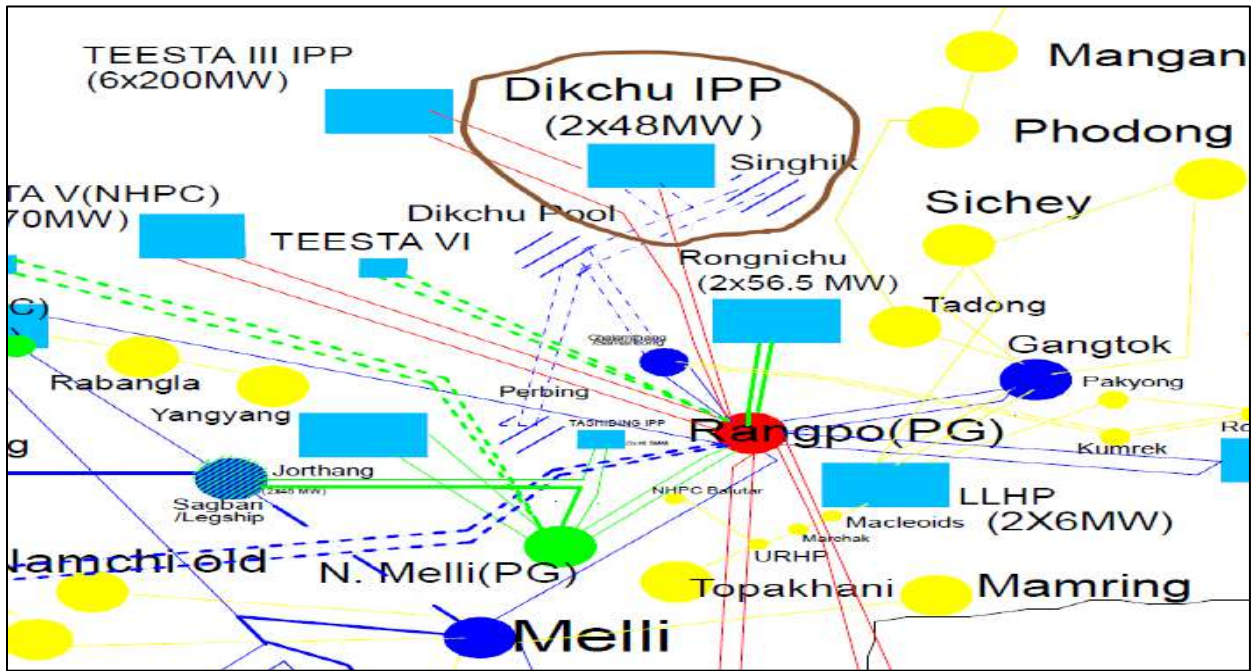 TEESTA III IPP
(6x200MW)
Dikchu IPP
(2x48MW)
Singhik
Mangan
Phodong
TA V(NHPC)
70MW)
Dikchu Pool
TEESTA VI
Sichey
Rongnichu
(2x56.5 MW)
Tadong
Gangtok
C)
Pakyong
Rabangla
Perbing
Yangyang
TASHIDING IPP
Rangpo(PG)
Kumrek
Ro
g
Jorthang
Sagbari
/Legship
NHPC Balutar
LLHP
(2X6MW)
Macleoids
Marchak
URHP
Namchi old
N. Melli(PG)
Topakhani
Mamring
Melli